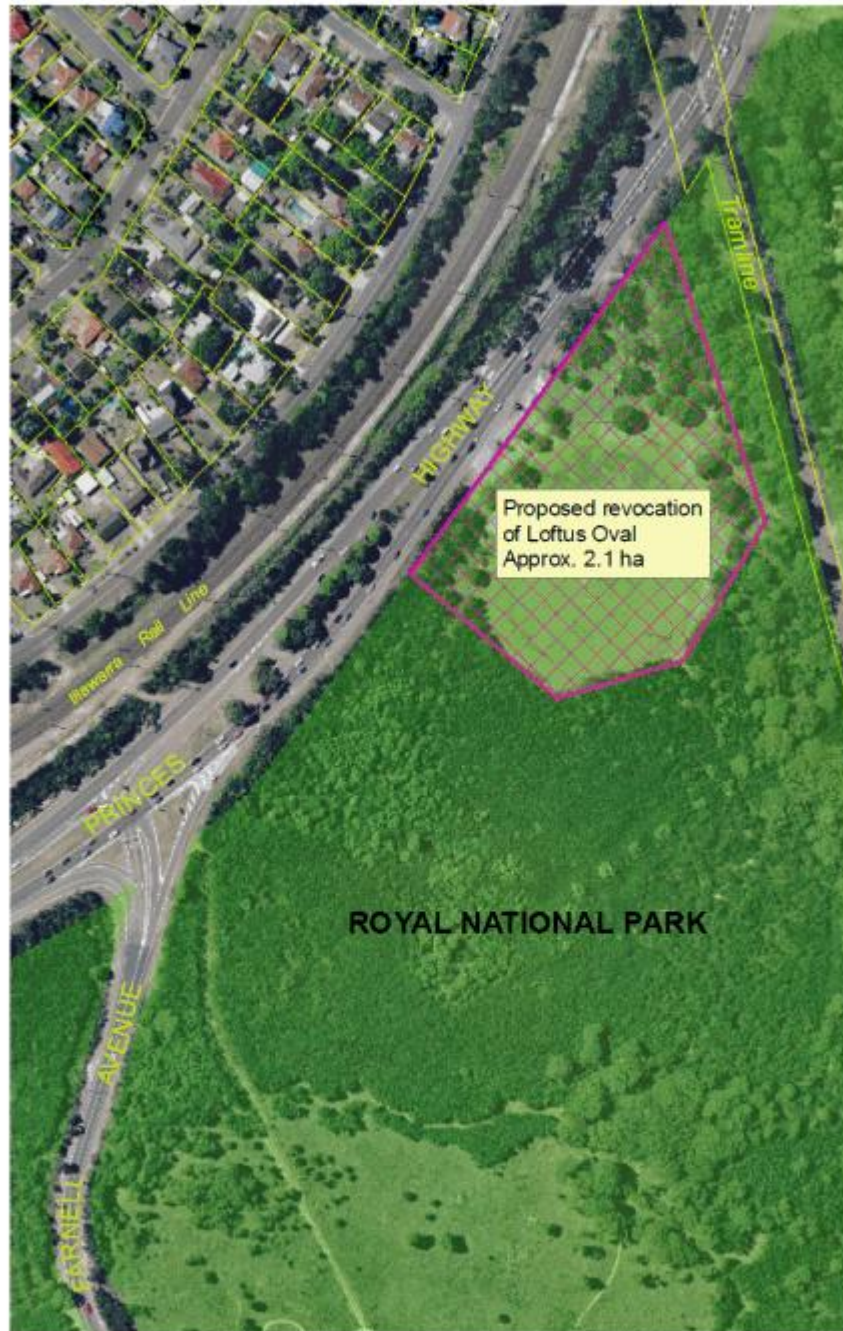 Tramline
HIGHWAY
Proposed revocation
of Loftus Oval
Approx. 2.1 ha
Illawarra Rail Line
PRINCES
ROYAL NATIONAL PARK
FARNELL AVENUE